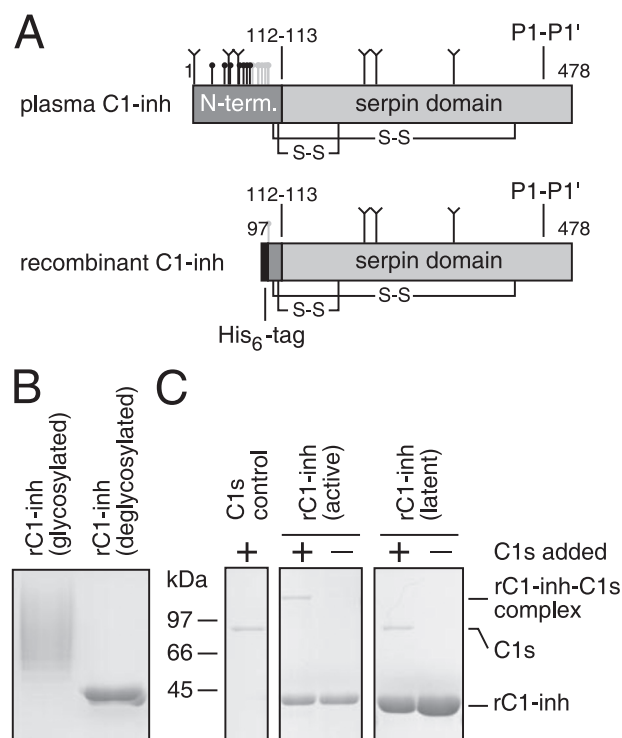 A
112-113
P1-P1'
1
478
plasma C1-inh
N-term.
serpin domain
S-S
S-S
112-113
P1-P1'
97
478
recombinant C1-inh
serpin domain
S-S
S-S
His6-tag
B
rC1-inh
(glycosylated)
rC1-inh
(deglycosylated)
C
C1s
control
rC1-inh
(active)
rC1-inh
(latent)
+ + — + — C1s added
kDa
97
66
45
rC1-inh-C1s
complex
C1s
rC1-inh